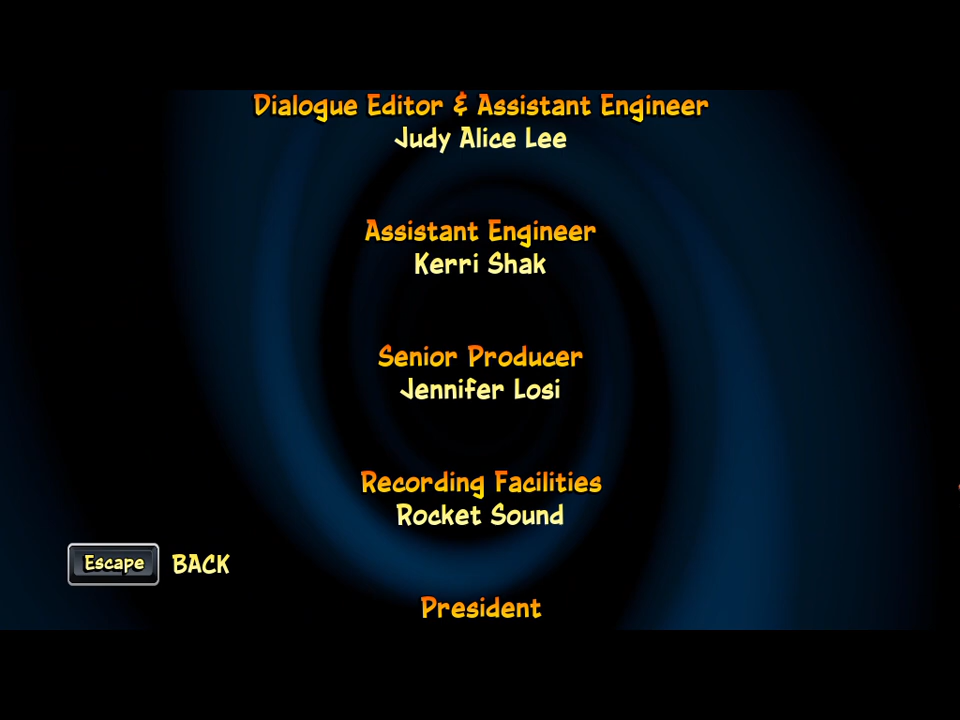 Dialogue Editor & Assistant Engineer
Judy Alice Lee
Assistant Engineer
Kerri Shak
Senior Producer
Jennifer Losi
Recording Facilities
Rocket Sound
Escape BACK
President